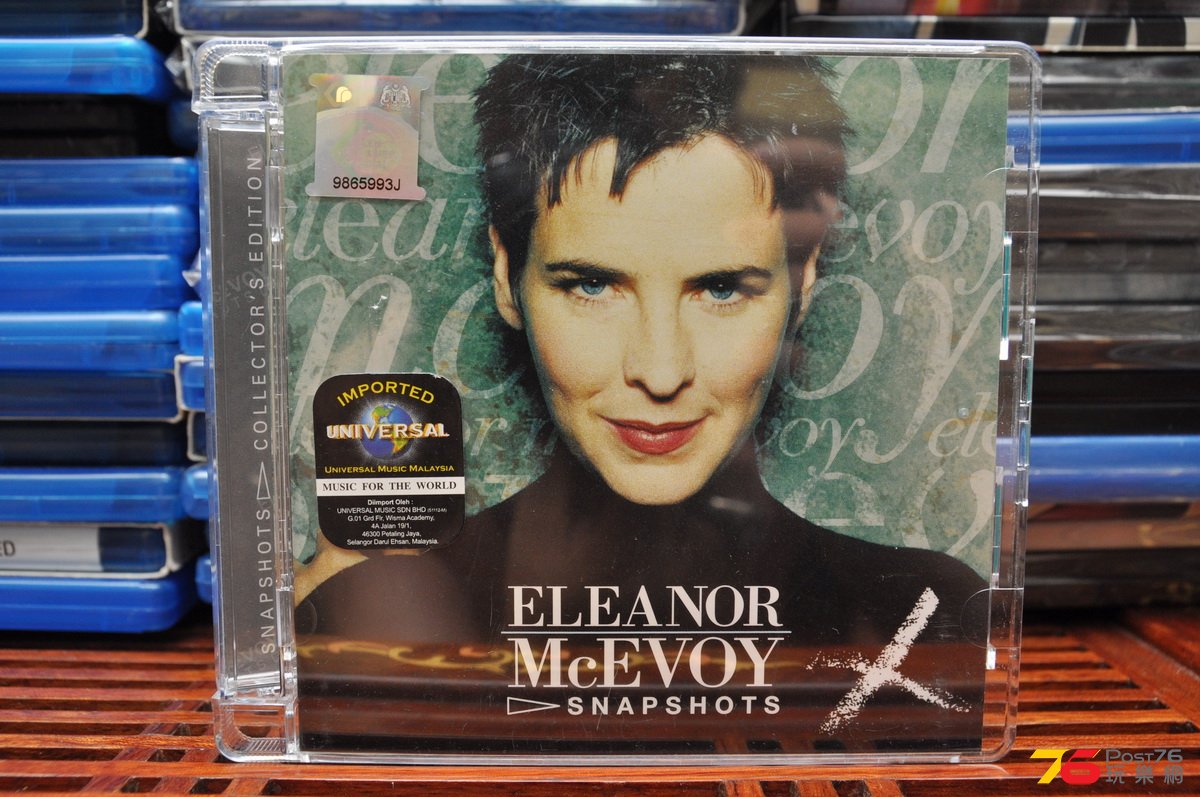 9865993J
SNAPSHOTS ▷ COLLECTOR'S EDITION
IMPORTED
UNIVERSAL
UNIVERSAL MUSIC MALAYSIA
MUSIC FOR THE WORLD
Diimport Oleh :
UNIVERSAL MUSIC SDN BHD (51112-M)
G.01 Grd Flr, Wisma Academy,
4A Jalan 19/1,
46300 Petaling Jaya,
Selangor Darul Ehsan, Malaysia.
ELEANOR
McEVOY
SNAPSHOTS
76 POST76
玩樂網